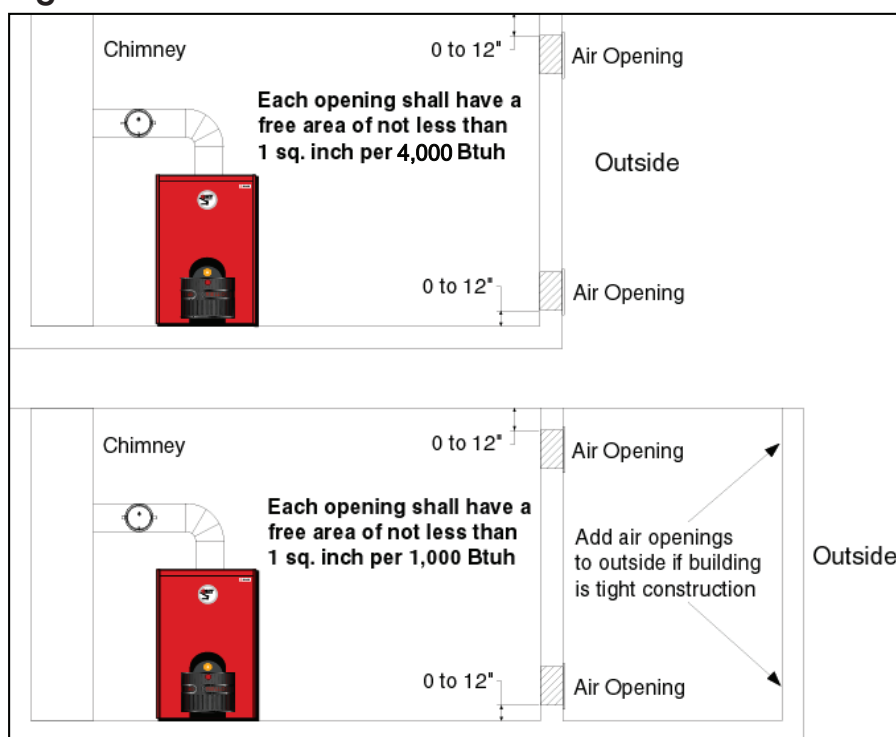 Chimney
0 to 12"
Air Opening
Each opening shall have a
free area of not less than
1 sq. inch per 4,000 Btuh
Outside
0 to 12"
Air Opening
Chimney
0 to 12"
Air Opening
Each opening shall have a
free area of not less than
1 sq. inch per 1,000 Btuh
Add air openings
to outside if building
is tight construction
Outside
0 to 12"
Air Opening